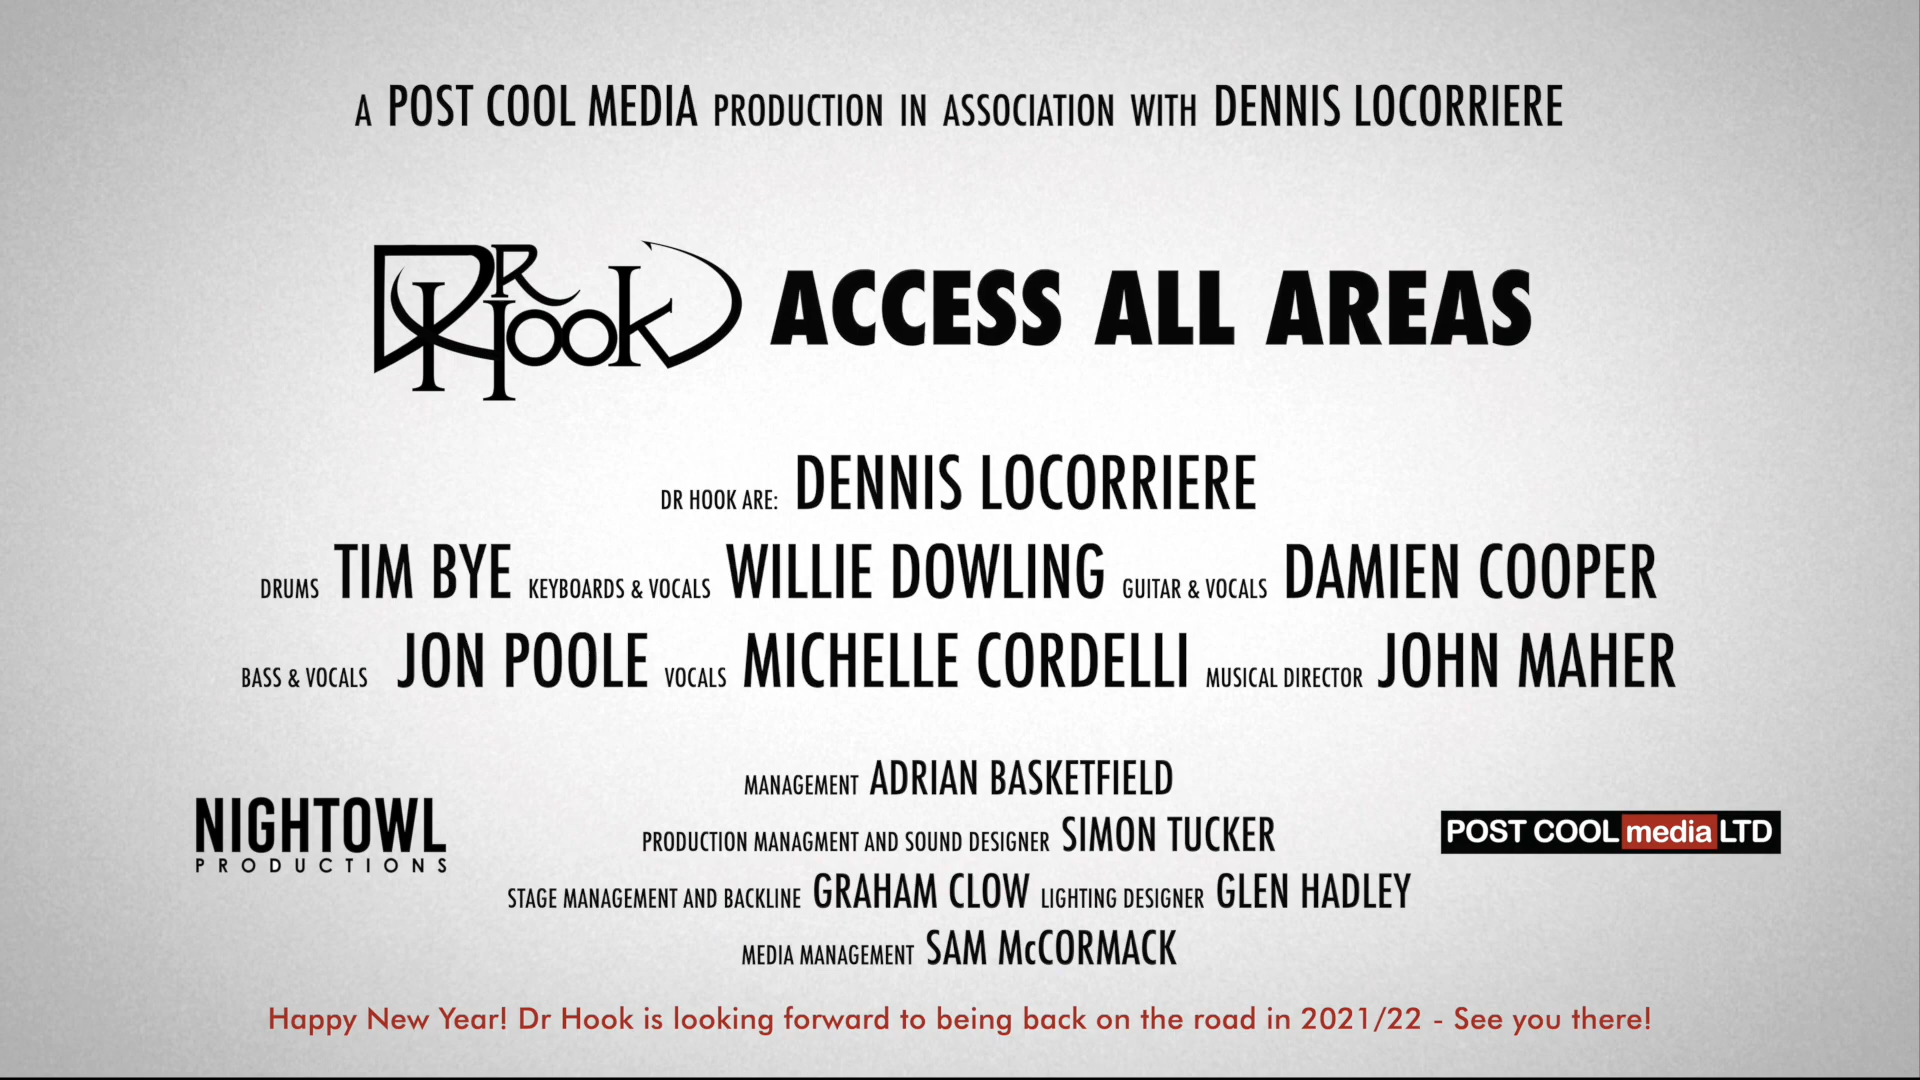 A POST COOL MEDIA PRODUCTION IN ASSOCIATION WITH DENNIS LOCORRIERE
DR HOOK ACCESS ALL AREAS
DR HOOK ARE: DENNIS LOCORRIERE
DRUMS TIM BYE KEYBOARDS & VOCALS WILLIE DOWLING GUITAR & VOCALS DAMIEN COOPER
BASS & VOCALS JON POOLE VOCALS MICHELLE CORDELLI MUSICAL DIRECTOR JOHN MAHER
MANAGEMENT ADRIAN BASKETFIELD
NIGHTOWL
PRODUCTIONS
PRODUCTION MANAGMENT AND SOUND DESIGNER SIMON TUCKER
POST COOL media LTD
STAGE MANAGEMENT AND BACKLINE GRAHAM CLOW LIGHTING DESIGNER GLEN HADLEY
MEDIA MANAGEMENT SAM McCORMACK
Happy New Year! Dr Hook is looking forward to being back on the road in 2021/22 - See you there!